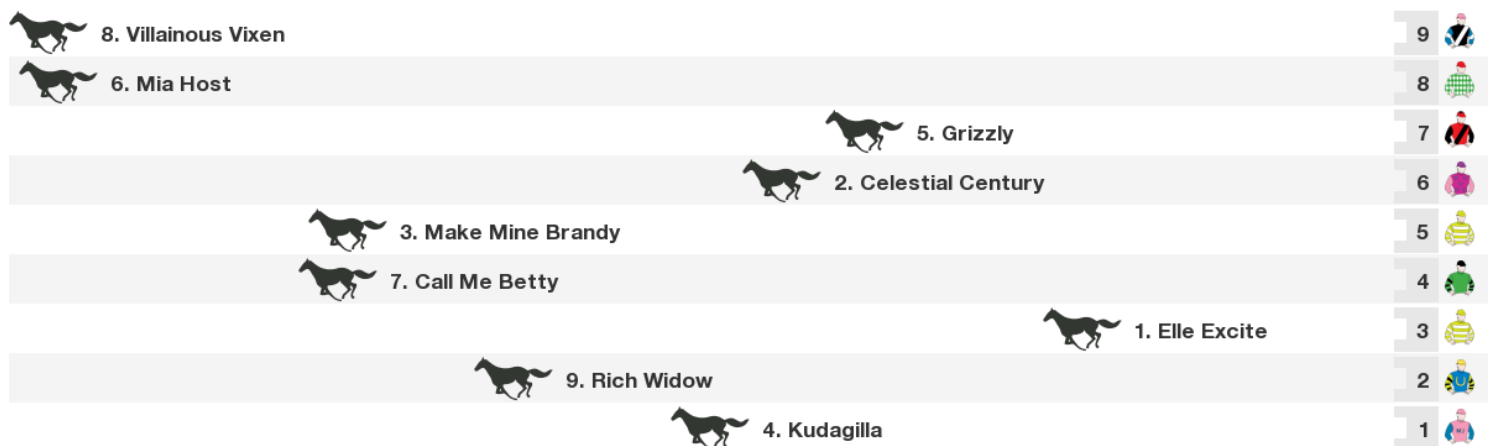 8. Villainous Vixen 9
6. Mia Host 8
5. Grizzly 7
2. Celestial Century 6
3. Make Mine Brandy 5
7. Call Me Betty 4
1. Elle Excite 3
9. Rich Widow 2
4. Kudagilla 1